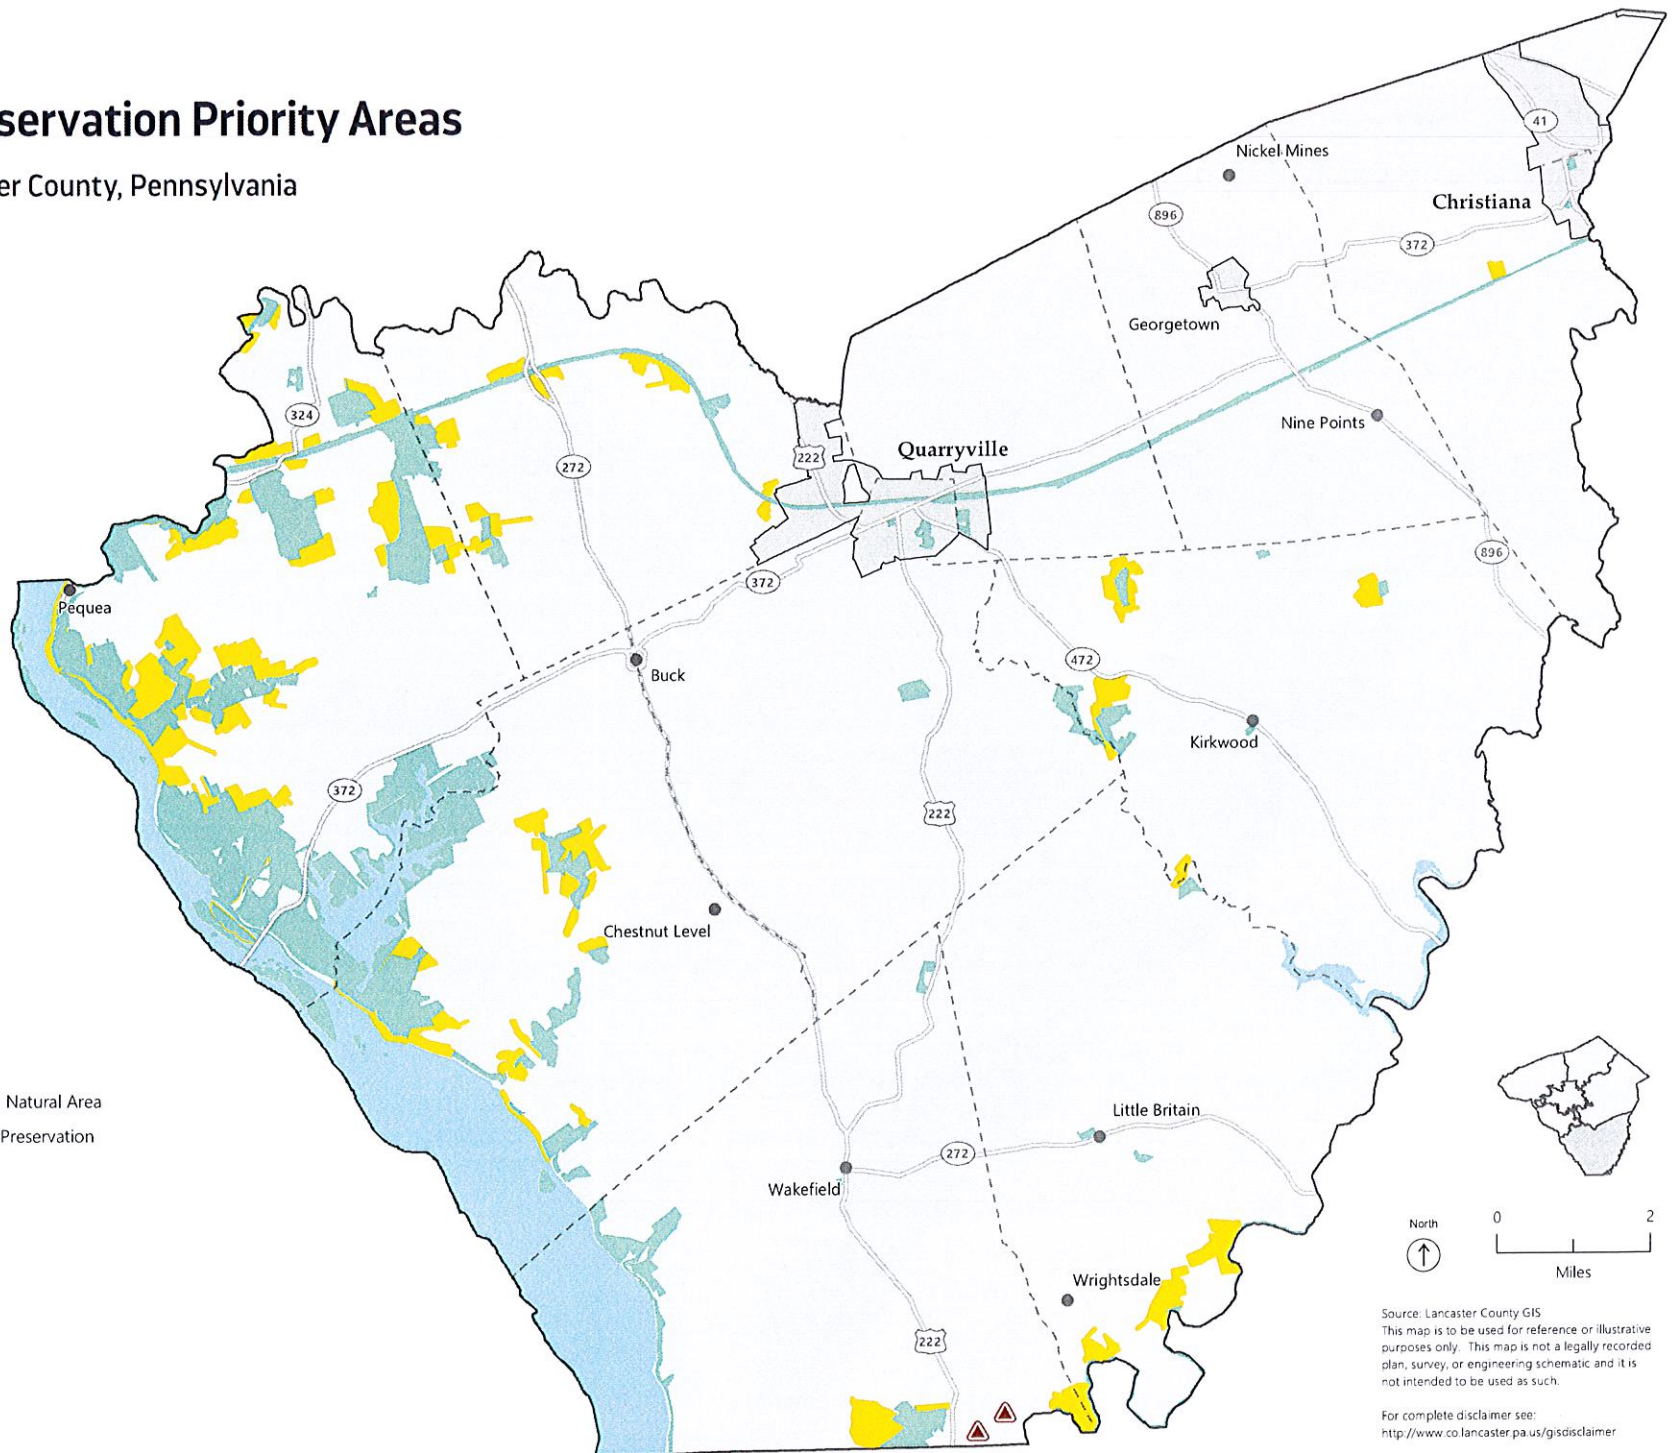 servation Priority Areas
er County, Pennsylvania
41
Nickel Mines
Christiana
896
372
Georgetown
324
Nine Points
272
222
Quarryville
896
372
Pequea
472
Buck
Kirkwood
372
222
Chestnut Level
Natural Area
Preservation
Little Britain
272
Wakefield
North
0 2
Miles
Wrightsdale
222
Source: Lancaster County GIS
This map is to be used for reference or illustrative
purposes only. This map is not a legally recorded
plan, survey, or engineering schematic and it is
not intended to be used as such.
For complete disclaimer see:
http://www.co.lancaster.pa.us/gisdisclaimer